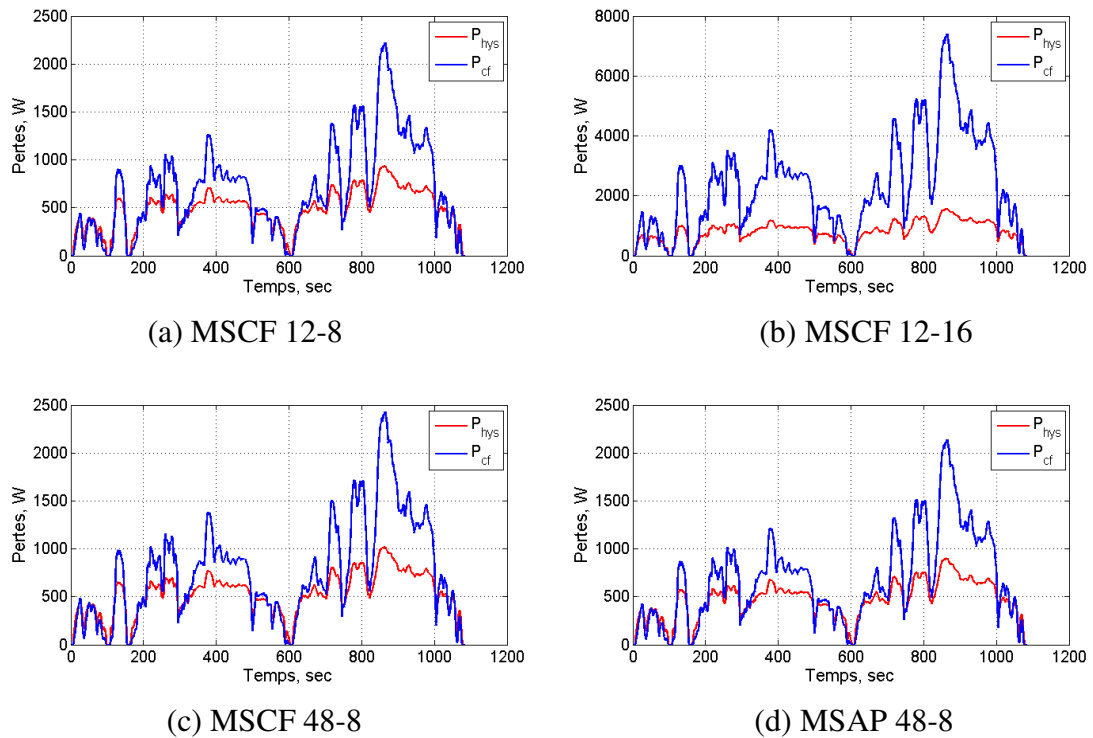 2500
2000
1500
1000
500
0
Pertes, W
P_hys
P_cf
0 200 400 600 800 1000 1200
Temps, sec
(a) MSCF 12-8
8000
6000
4000
2000
0
Pertes, W
P_hys
P_cf
0 200 400 600 800 1000 1200
Temps, sec
(b) MSCF 12-16
2500
2000
1500
1000
500
0
Pertes, W
P_hys
P_cf
0 200 400 600 800 1000 1200
Temps, sec
(c) MSCF 48-8
2500
2000
1500
1000
500
0
Pertes, W
P_hys
P_cf
0 200 400 600 800 1000 1200
Temps, sec
(d) MSAP 48-8